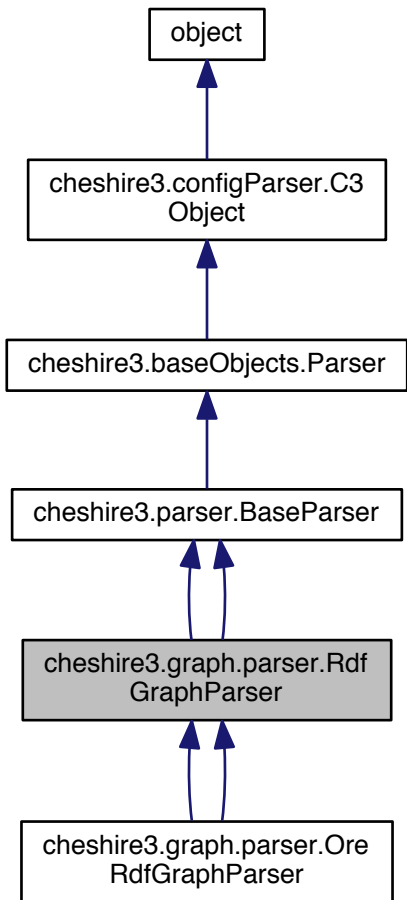 object
cheshire3.configParser.C3
Object
cheshire3.baseObjects.Parser
cheshire3.parser.BaseParser
cheshire3.graph.parser.Rdf
GraphParser
cheshire3.graph.parser.Ore
RdfGraphParser